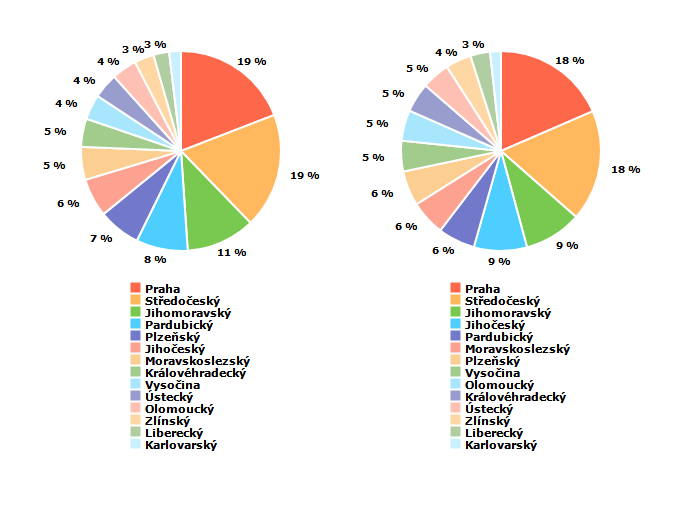 19 %
19 %
11 %
8 %
7 %
6 %
5 %
5 %
4 %
4 %
4 %
3 %
3 %
Praha
Středočeský
Jihomoravský
Pardubický
Plzeňský
Jihočeský
Moravskoslezský
Královéhradecký
Vysočina
Ústecký
Olomoucký
Zlínský
Liberecký
Karlovarský
18 %
18 %
9 %
9 %
6 %
6 %
6 %
5 %
5 %
5 %
5 %
4 %
3 %
Praha
Středočeský
Jihomoravský
Jihočeský
Pardubický
Moravskoslezský
Plzeňský
Vysočina
Olomoucký
Královéhradecký
Ústecký
Zlínský
Liberecký
Karlovarský